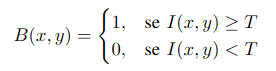 B(x, y) = { 1, se I(x, y) ≥ T
0, se I(x, y) < T